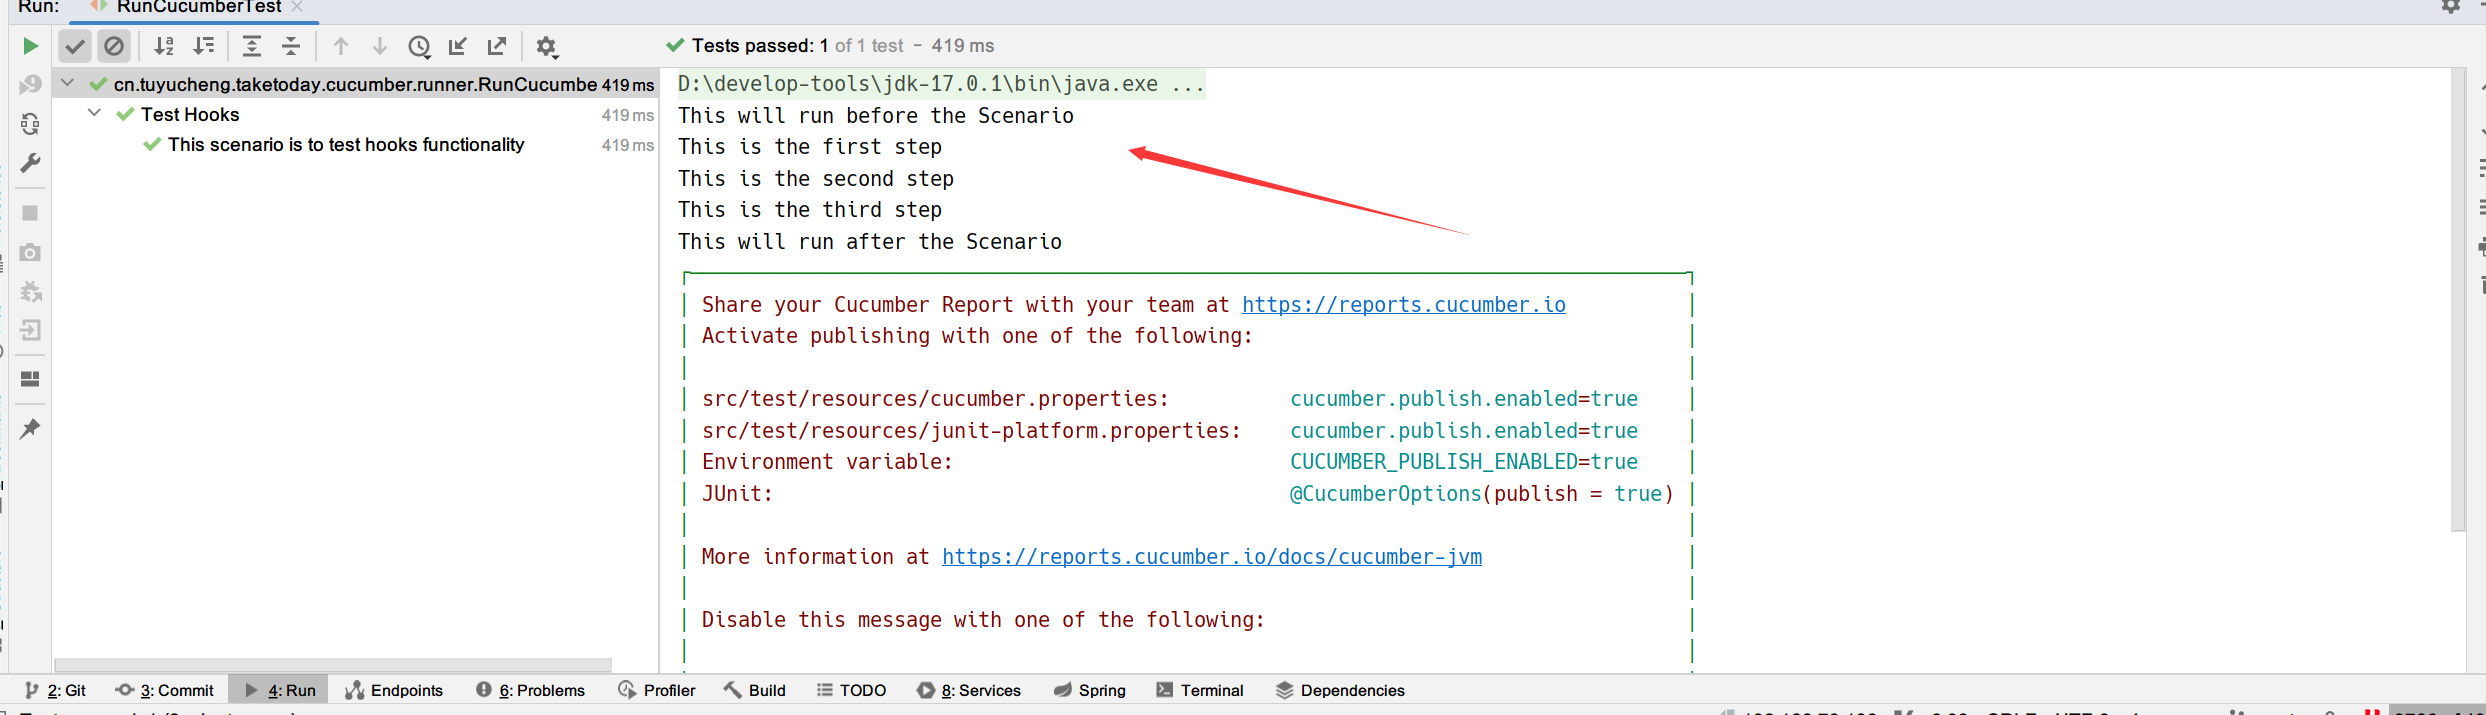 Run: RunCucumberTest
Tests passed: 1 of 1 test – 419 ms
cn.tuyucheng.taketoday.cucumber.runner.RunCucumbe 419 ms
Test Hooks 419 ms
This scenario is to test hooks functionality 419 ms
D:\develop-tools\jdk-17.0.1\bin\java.exe ...
This will run before the Scenario
This is the first step
This is the second step
This is the third step
This will run after the Scenario
Share your Cucumber Report with your team at https://reports.cucumber.io
Activate publishing with one of the following:
src/test/resources/cucumber.properties: cucumber.publish.enabled=true
src/test/resources/junit-platform.properties: cucumber.publish.enabled=true
Environment variable: CUCUMBER_PUBLISH_ENABLED=true
JUnit: @CucumberOptions(publish = true)
More information at https://reports.cucumber.io/docs/cucumber-jvm
Disable this message with one of the following:
2: Git 3: Commit 4: Run Endpoints 6: Problems Profiler Build TODO 8: Services Spring Terminal Dependencies